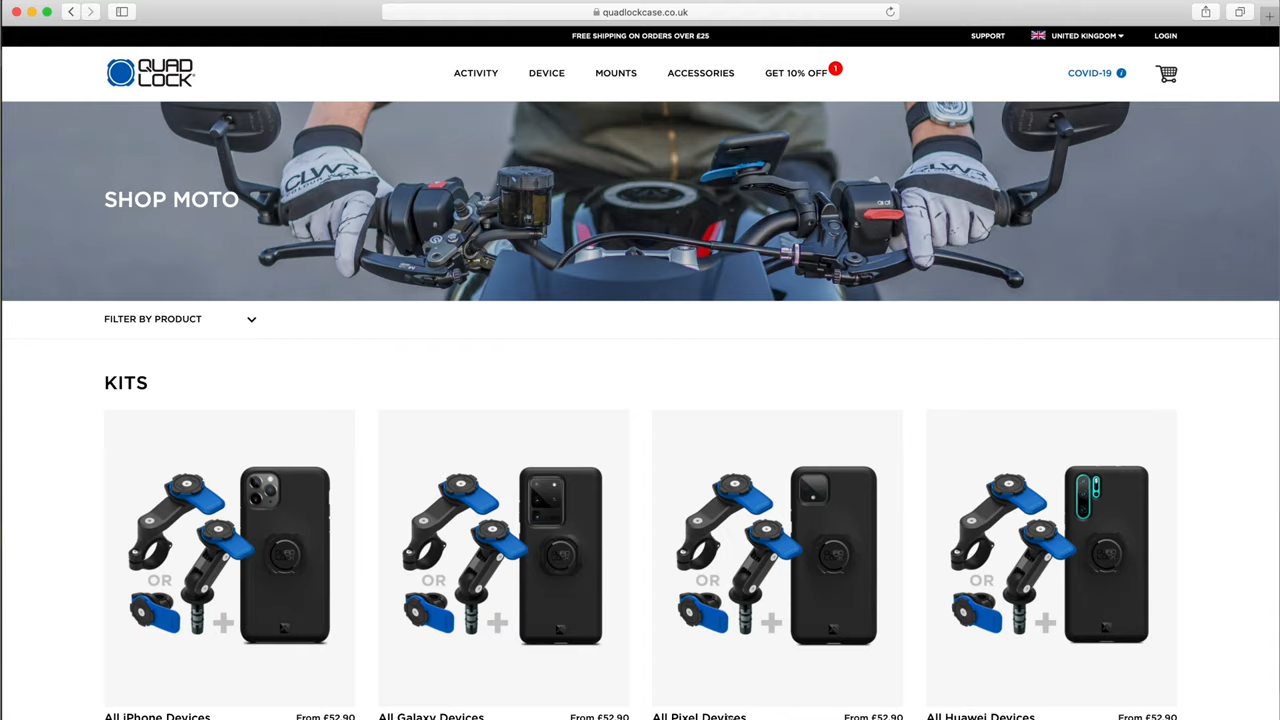 quadlockcase.co.uk
FREE SHIPPING ON ORDERS OVER £25
SUPPORT
UNITED KINGDOM
LOGIN
QUAD LOCK
ACTIVITY
DEVICE
MOUNTS
ACCESSORIES
GET 10% OFF
1
COVID-19
i
CLWR
CLWR
SHOP MOTO
FILTER BY PRODUCT
KITS
OR
+
OR
+
OR
+
OR
+
All iPhone Devices
From £52.90
All Galaxy Devices
From £52.90
All Pixel Devices
From £52.90
All Huawei Devices
From £52.90